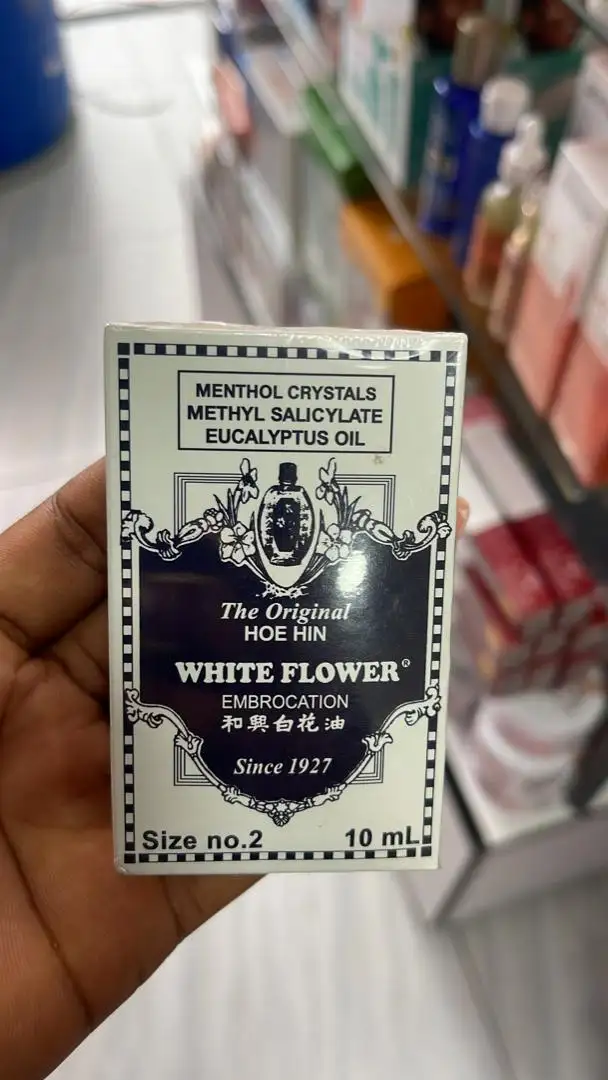 MENTHOL CRYSTALS
METHYL SALICYLATE
EUCALYPTUS OIL
The Original
HOE HIN
WHITE FLOWER®
EMBROCATION
和興白花油
Since 1927
Size no.2 10 mL